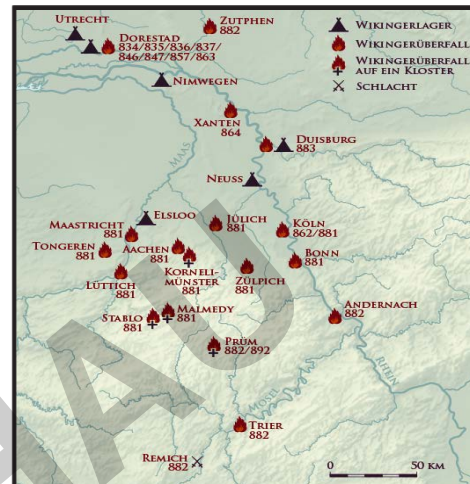 Utrecht
Zutphen
882
Wikingerlager
Dorestad
834/835/836/837/
846/847/857/863
Wikingerüberfall
Wikingerüberfall
auf ein Kloster
Schlacht
Nimwegen
Xanten
864
Maas
Duisburg
883
Neuss
Elsloo
Maastricht
881
Jülich
881
Köln
862/881
Tongeren
881
Aachen
881
Korneli-
münster
881
Bonn
881
Lüttich
881
Zülpich
881
Stablo
881
Malmedy
881
Andernach
882
Prüm
882/892
Rhein
Mosel
Trier
882
Remich
882
50 km